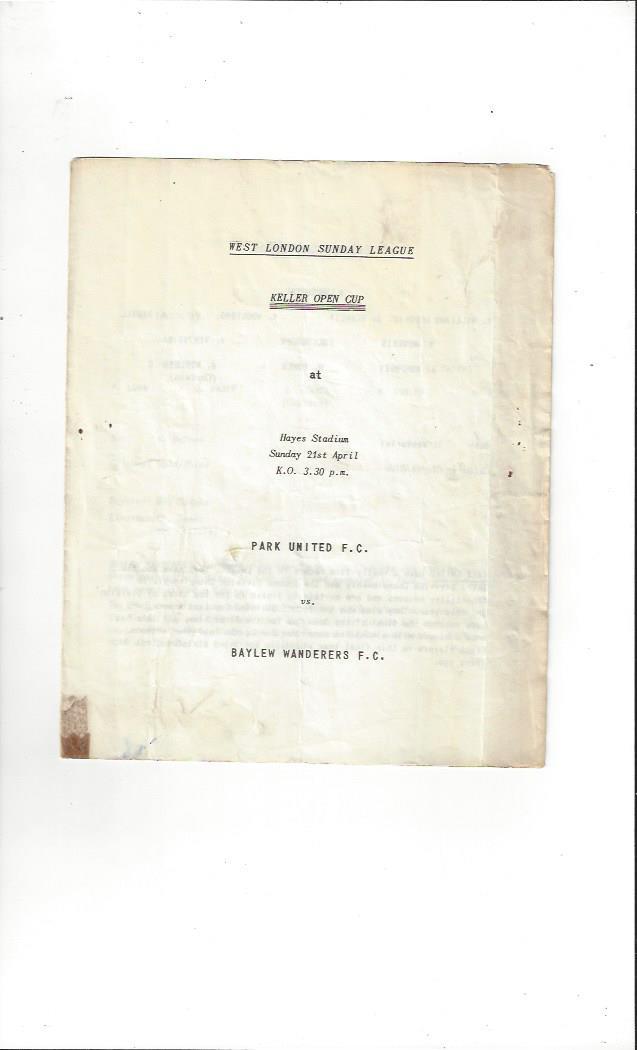 WEST LONDON SUNDAY LEAGUE
KELLER OPEN CUP
at
Hayes Stadium
Sunday 21st April
K.O. 3.30 p.m.
PARK UNITED F.C.
vs.
BAYLEW WANDERERS F.C.